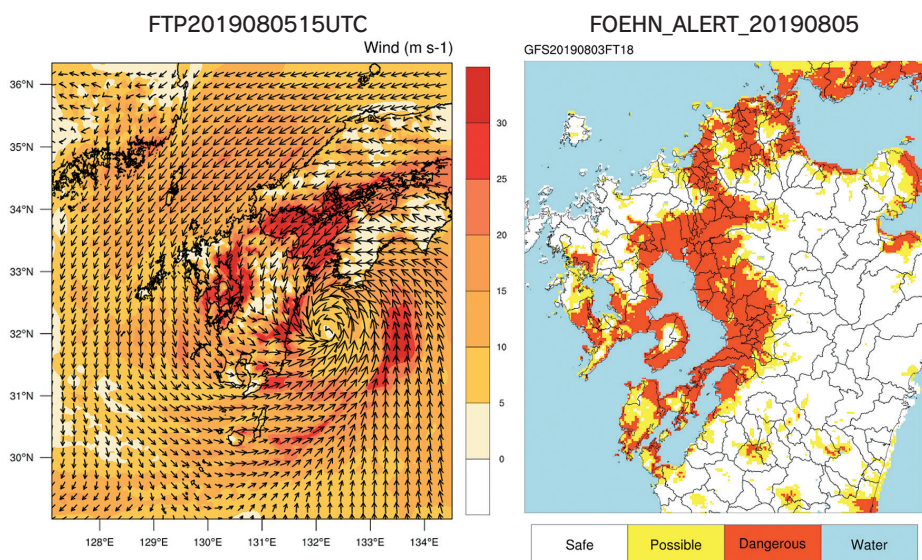 FTP2019080515UTC
Wind (m s-1)
36°N
35°N
34°N
33°N
32°N
31°N
30°N
128°E 129°E 130°E 131°E 132°E 133°E 134°E
30
25
20
15
10
5
0
FOEHN_ALERT_20190805
GFS20190803FT18
Safe Possible Dangerous Water